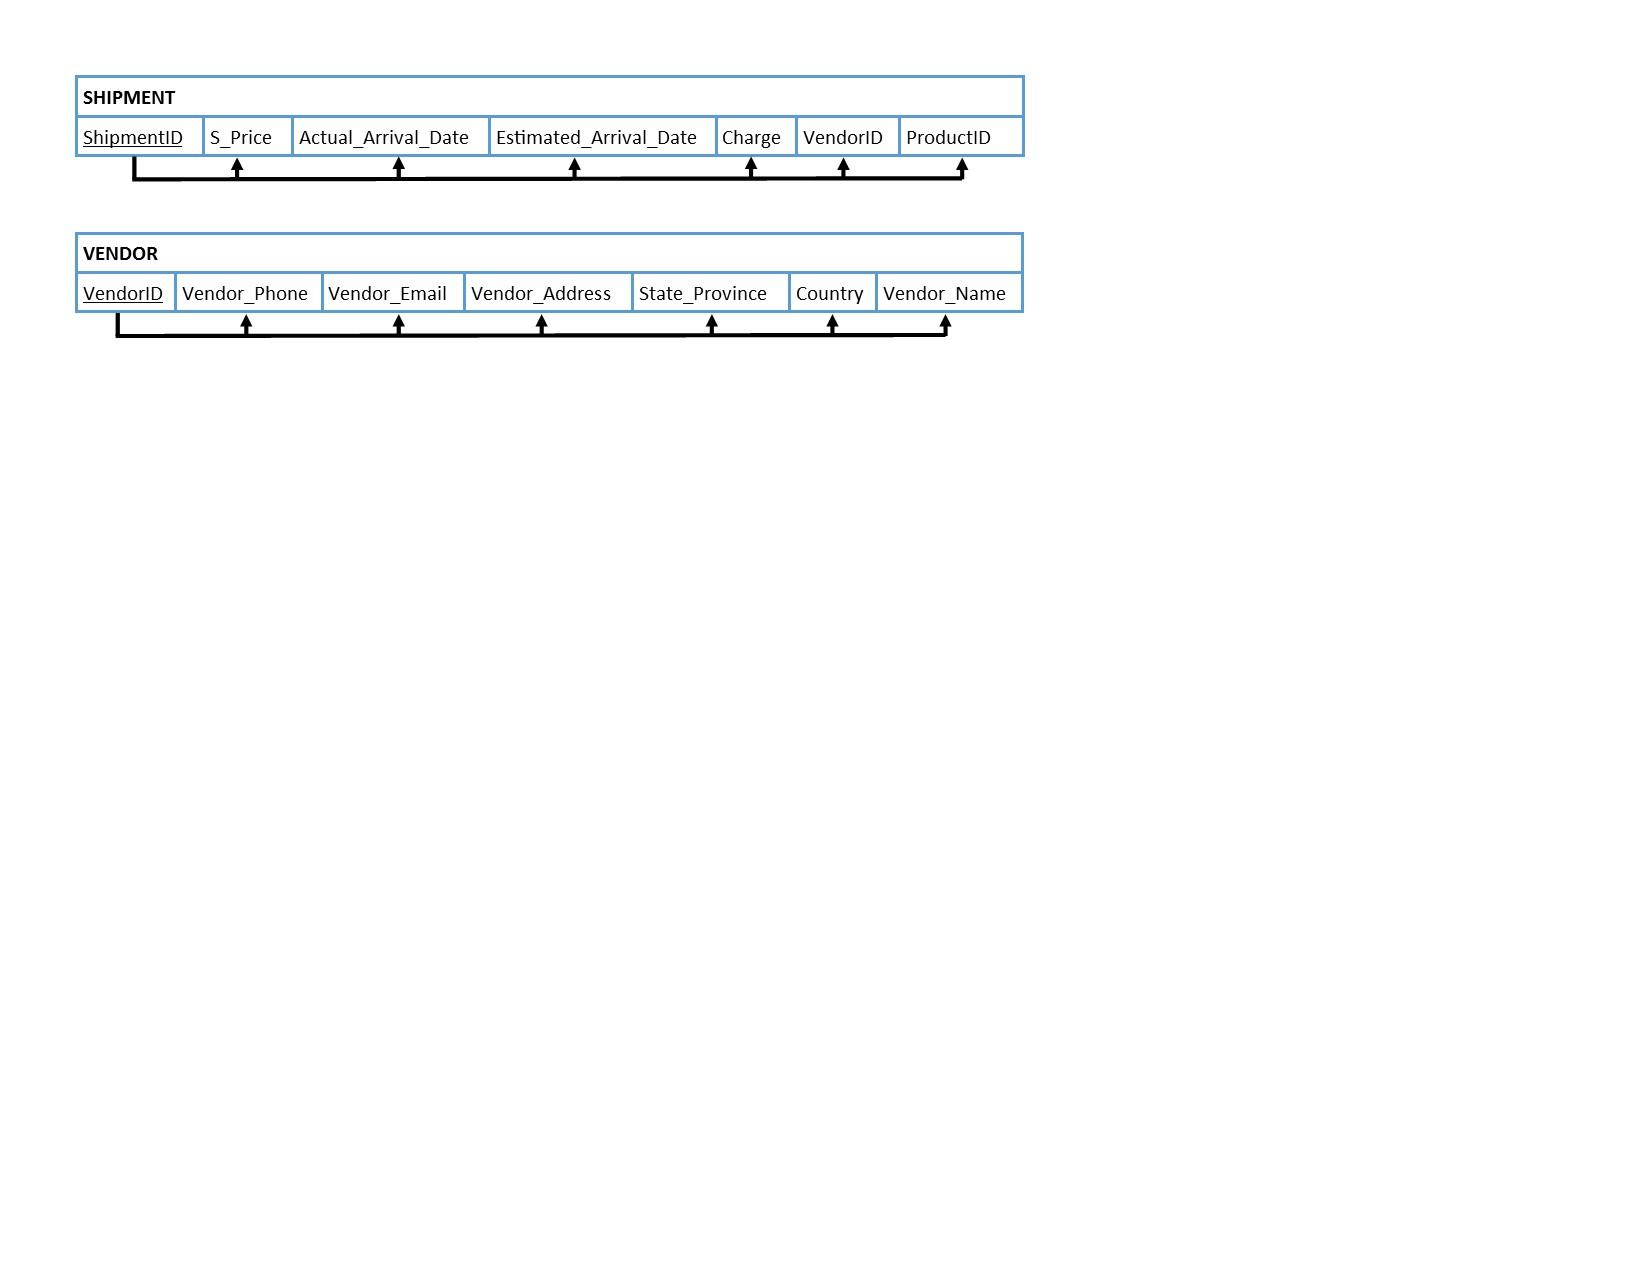 SHIPMENT
ShipmentID S_Price Actual_Arrival_Date Estimated_Arrival_Date Charge VendorID ProductID
VENDOR
VendorID Vendor_Phone Vendor_Email Vendor_Address State_Province Country Vendor_Name